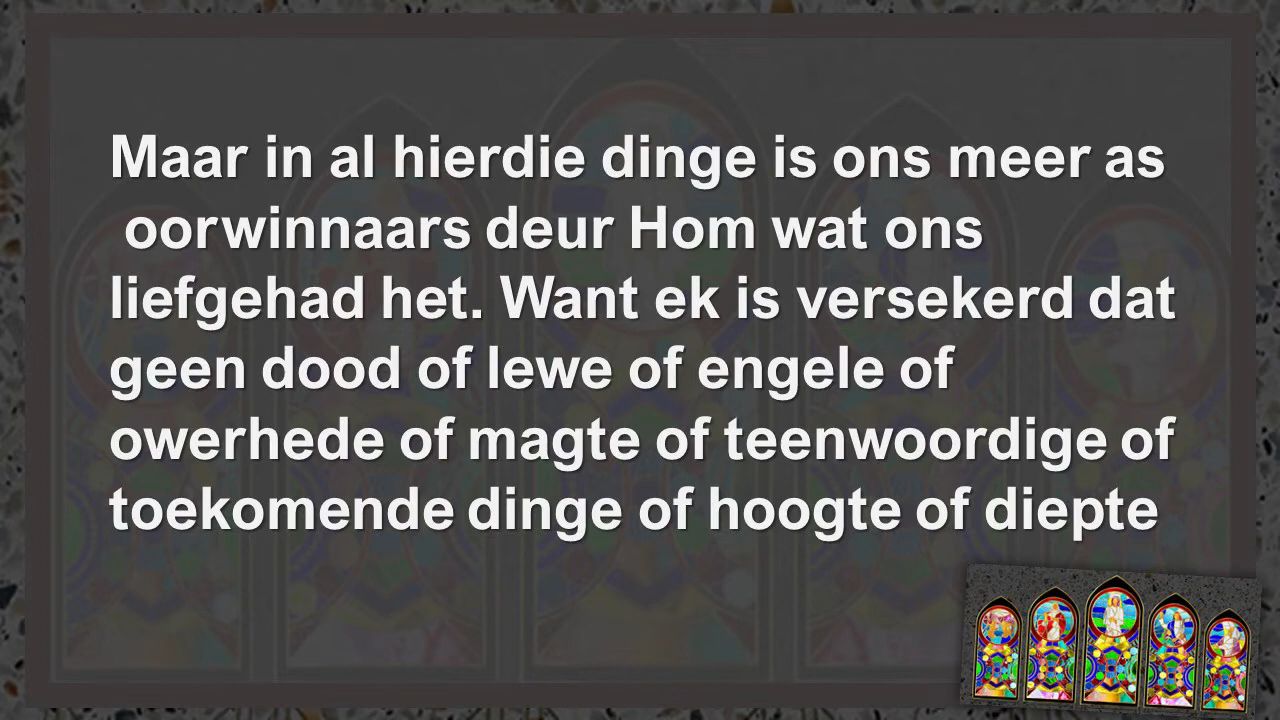 Maar in al hierdie dinge is ons meer as
oorwinnaars deur Hom wat ons
liefgehad het. Want ek is versekerd dat
geen dood of lewe of engele of
owerhede of magte of teenwoordige of
toekomende dinge of hoogte of diepte